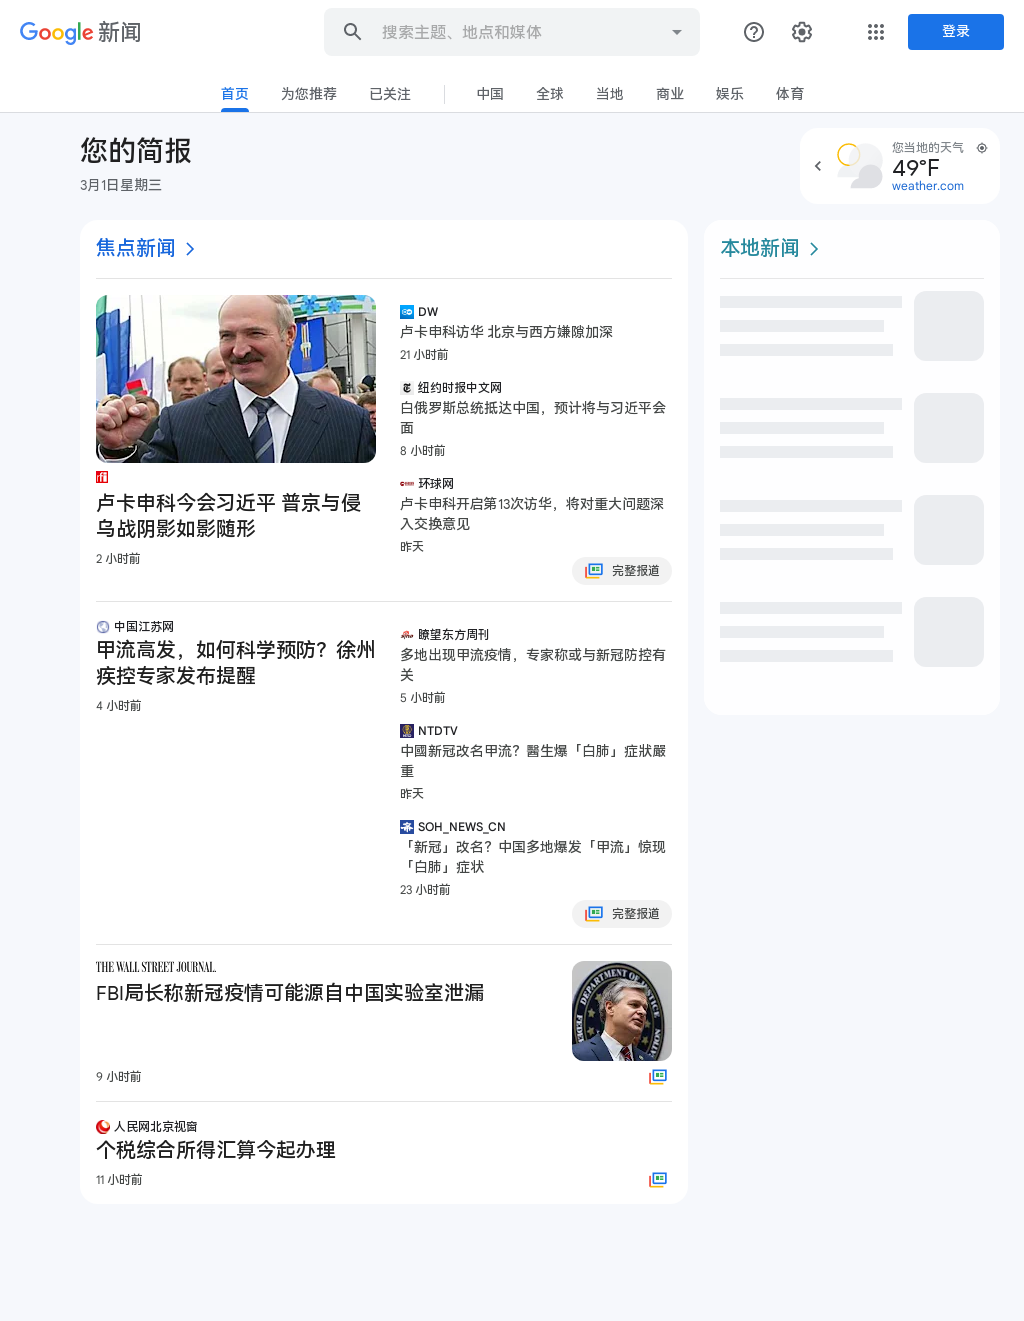 Google 新闻
搜索主题、地点和媒体
登录
首页
为您推荐
已关注
中国
全球
当地
商业
娱乐
体育
您的简报
3月1日星期三
您当地的天气
49°F
weather.com
焦点新闻
卢卡申科今会习近平 普京与侵
乌战阴影如影随形
2 小时前
DW
卢卡申科访华 北京与西方嫌隙加深
21 小时前
纽约时报中文网
白俄罗斯总统抵达中国，预计将与习近平会
面
8 小时前
环球网
卢卡申科开启第13次访华，将对重大问题深
入交换意见
昨天
完整报道
中国江苏网
甲流高发，如何科学预防？徐州
疾控专家发布提醒
4 小时前
瞭望东方周刊
多地出现甲流疫情，专家称或与新冠防控有
关
5 小时前
NTDTV
中國新冠改名甲流？醫生爆「白肺」症狀嚴
重
昨天
SOH_NEWS_CN
「新冠」改名？中国多地爆发「甲流」惊现
「白肺」症状
23 小时前
完整报道
THE WALL STREET JOURNAL.
FBI局长称新冠疫情可能源自中国实验室泄漏
9 小时前
DEPARTMENT OF JUSTICE
人民网北京视窗
个税综合所得汇算今起办理
11 小时前
本地新闻